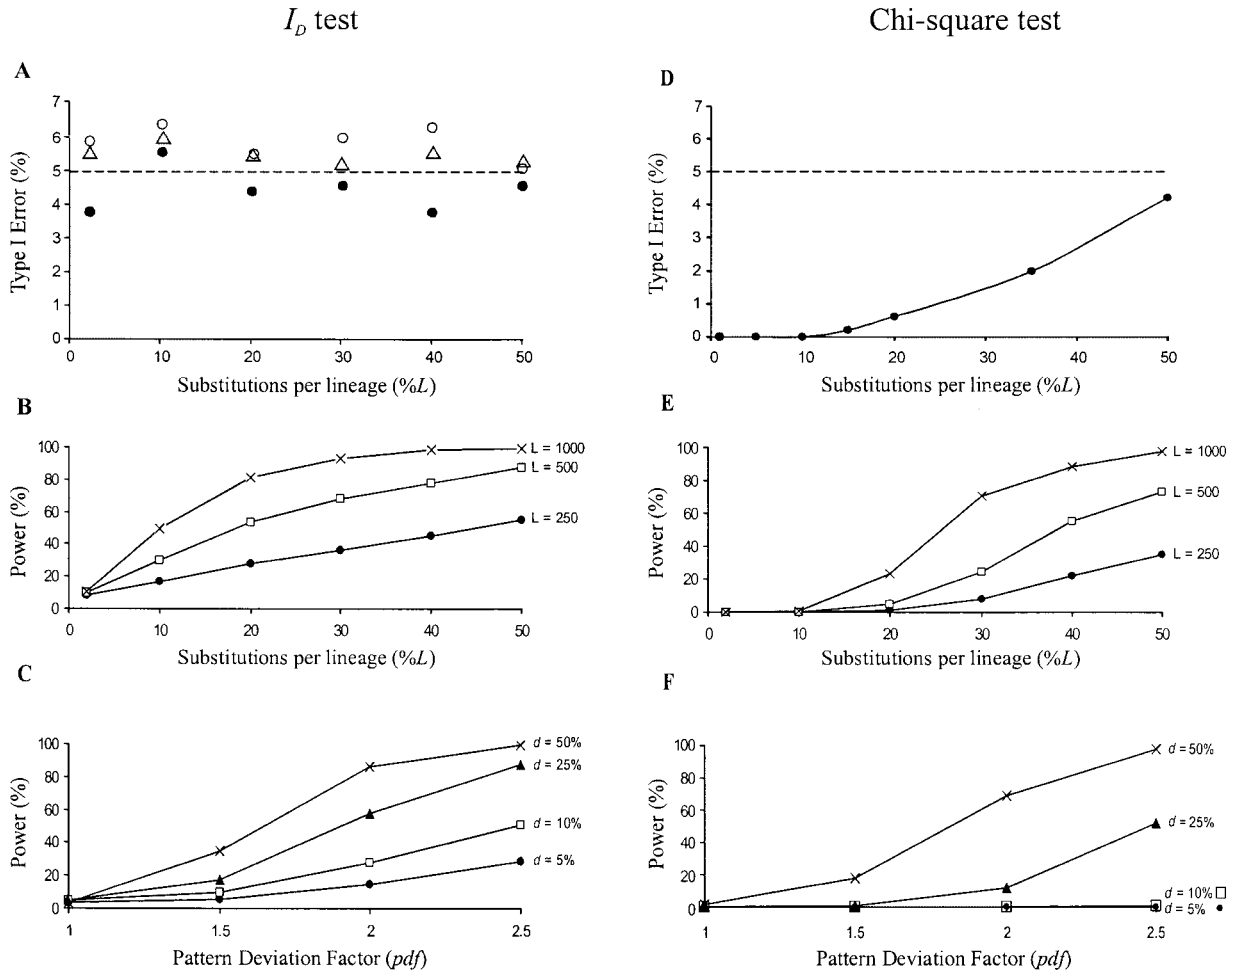 I_D test
Chi-square test
A
7
6
5
4
3
2
1
0
Type I Error (%)
0 10 20 30 40 50
Substitutions per lineage (%L)
D
7
6
5
4
3
2
1
0
Type I Error (%)
0 10 20 30 40 50
Substitutions per lineage (%L)
B
100
80
60
40
20
0
Power (%)
L = 1000
L = 500
L = 250
0 10 20 30 40 50
Substitutions per lineage (%L)
E
100
80
60
40
20
0
Power (%)
L = 1000
L = 500
L = 250
0 10 20 30 40 50
Substitutions per lineage (%L)
C
100
80
60
40
20
0
Power (%)
d = 50%
d = 25%
d = 10%
d = 5%
1 1.5 2 2.5
Pattern Deviation Factor (pdf)
F
100
80
60
40
20
0
Power (%)
d = 50%
d = 25%
d = 10%
d = 5%
1 1.5 2 2.5
Pattern Deviation Factor (pdf)